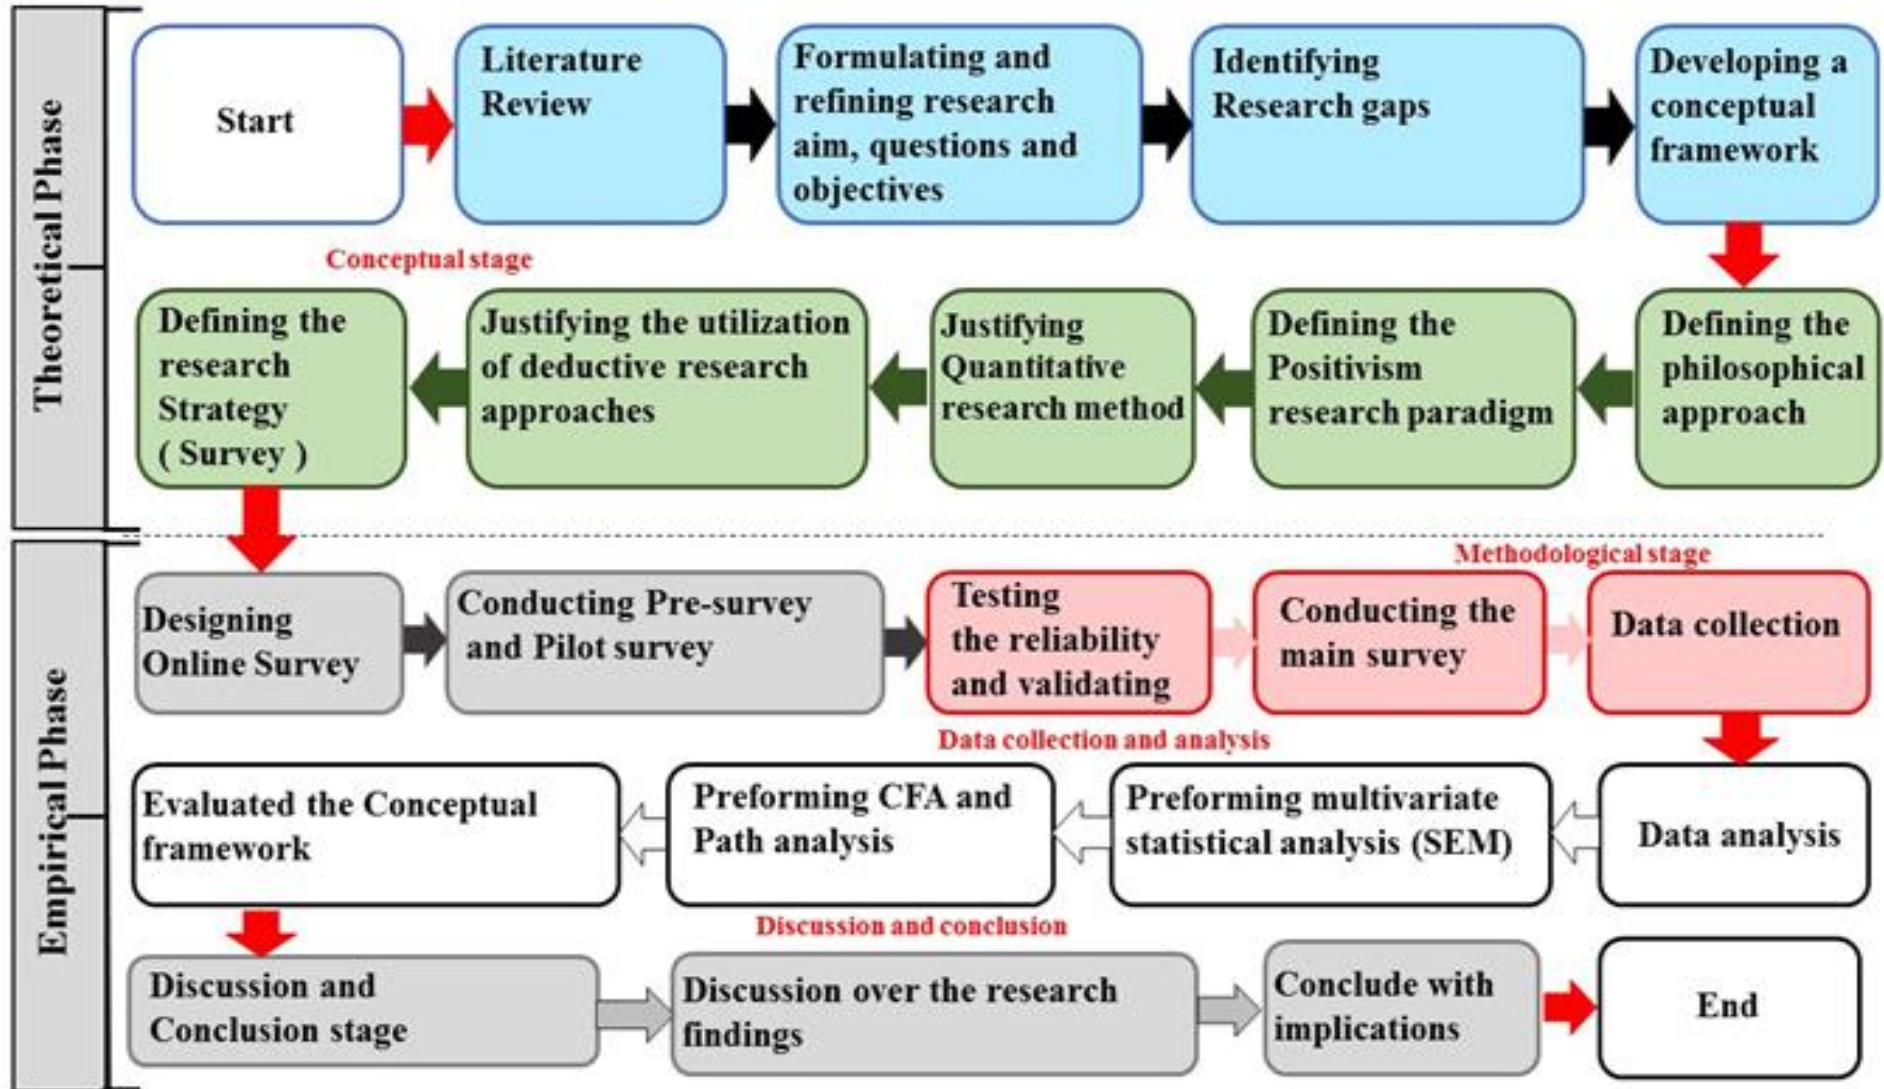 Theoretical Phase
Start
Literature
Review
Formulating and
refining research
aim, questions and
objectives
Identifying
Research gaps
Developing a
conceptual
framework
Conceptual stage
Defining the
research
Strategy
( Survey )
Justifying the utilization
of deductive research
approaches
Justifying
Quantitative
research method
Defining the
Positivism
research paradigm
Defining the
philosophical
approach
Empirical Phase
Methodological stage
Designing
Online Survey
Conducting Pre-survey
and Pilot survey
Testing
the reliability
and validating
Conducting the
main survey
Data collection
Data collection and analysis
Evaluated the Conceptual
framework
Preforming CFA and
Path analysis
Preforming multivariate
statistical analysis (SEM)
Data analysis
Discussion and conclusion
Discussion and
Conclusion stage
Discussion over the research
findings
Conclude with
implications
End